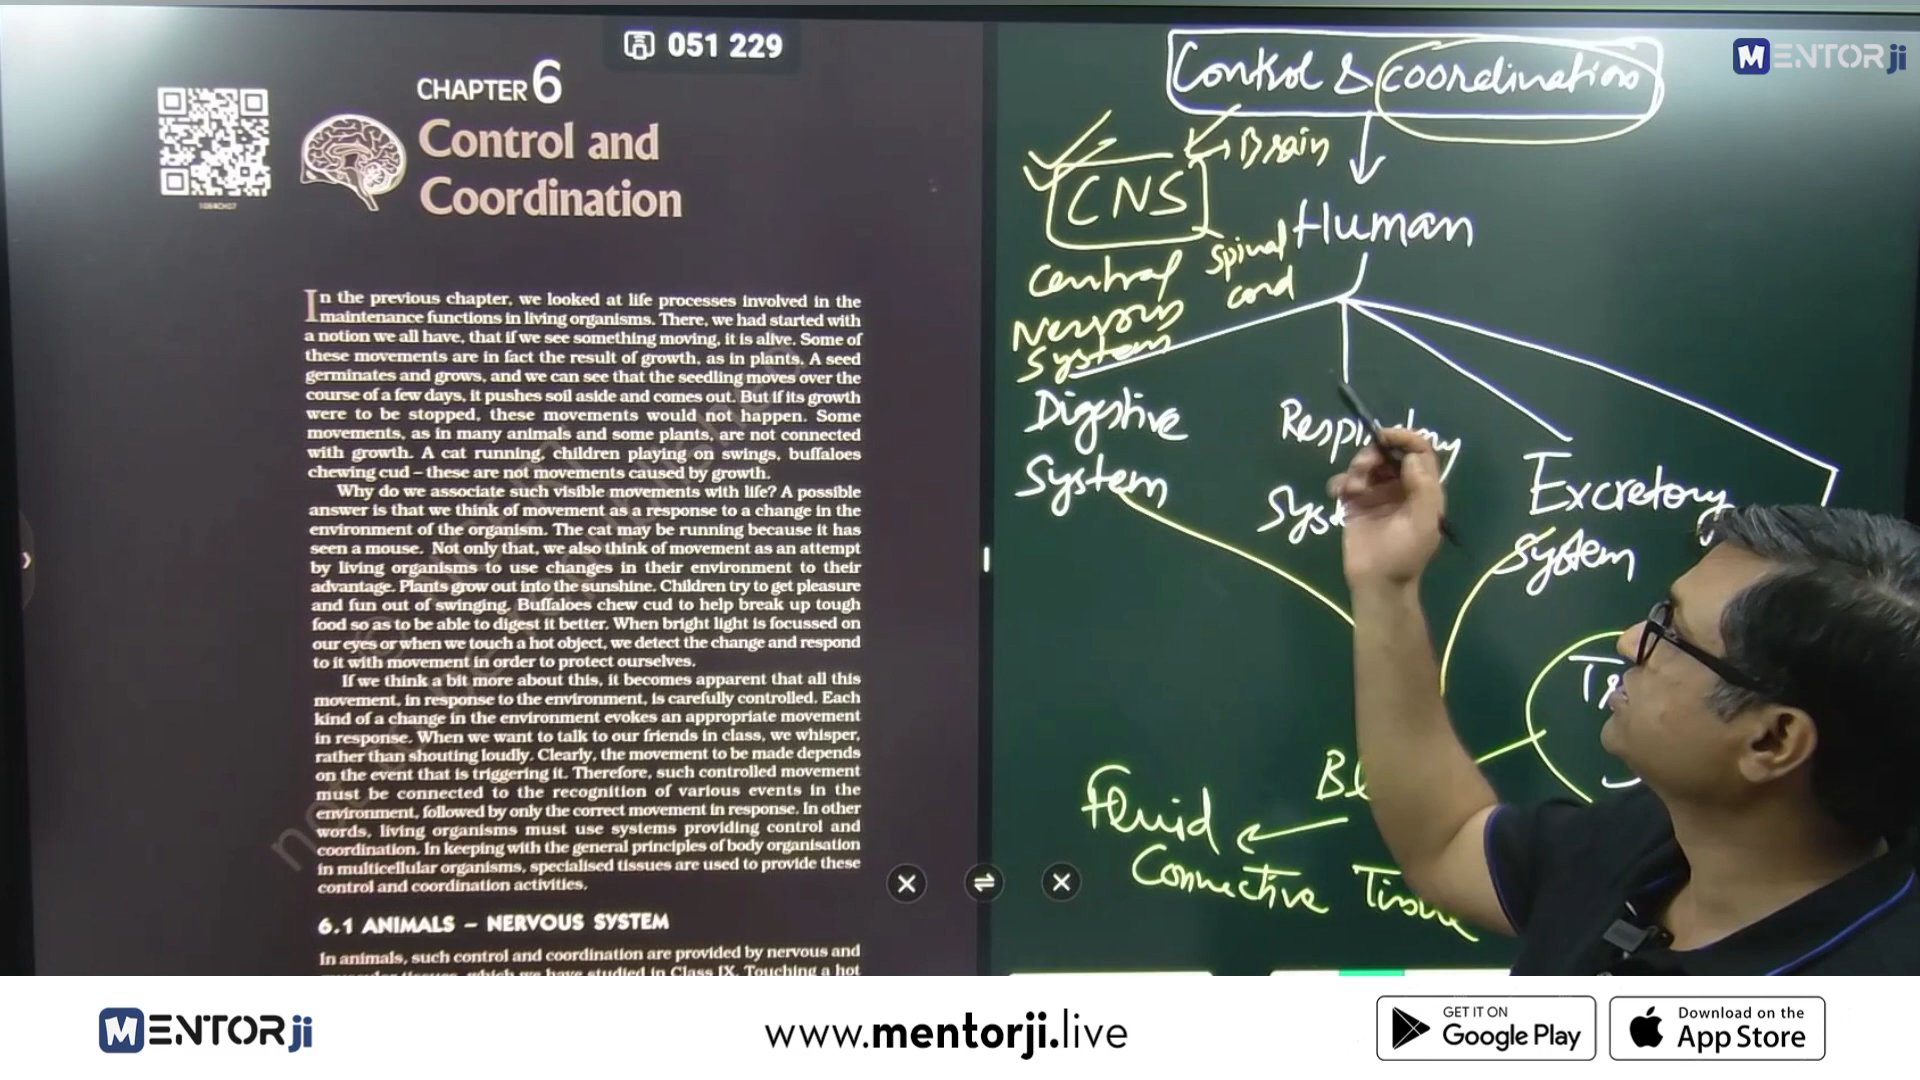 051 229
CHAPTER 6
Control and
Coordination
1064CH07
In the previous chapter, we looked at life processes involved in the
maintenance functions in living organisms. There, we had started with
a notion we all have, that if we see something moving, it is alive. Some of
these movements are in fact the result of growth, as in plants. A seed
germinates and grows, and we can see that the seedling moves over the
course of a few days, it pushes soil aside and comes out. But if its growth
were to be stopped, these movements would not happen. Some
movements, as in many animals and some plants, are not connected
with growth. A cat running, children playing on swings, buffaloes
chewing cud – these are not movements caused by growth.
Why do we associate such visible movements with life? A possible
answer is that we think of movement as a response to a change in the
environment of the organism. The cat may be running because it has
seen a mouse. Not only that, we also think of movement as an attempt
by living organisms to use changes in their environment to their
advantage. Plants grow out into the sunshine. Children try to get pleasure
and fun out of swinging. Buffaloes chew cud to help break up tough
food so as to be able to digest it better. When bright light is focussed on
our eyes or when we touch a hot object, we detect the change and respond
to it with movement in order to protect ourselves.
If we think a bit more about this, it becomes apparent that all this
movement, in response to the environment, is carefully controlled. Each
kind of a change in the environment evokes an appropriate movement
in response. When we want to talk to our friends in class, we whisper,
rather than shouting loudly. Clearly, the movement to be made depends
on the event that is triggering it. Therefore, such controlled movement
must be connected to the recognition of various events in the
environment, followed by only the correct movement in response. In other
words, living organisms must use systems providing control and
coordination. In keeping with the general principles of body organisation
in multicellular organisms, specialised tissues are used to provide these
control and coordination activities.
6.1 ANIMALS – NERVOUS SYSTEM
In animals, such control and coordination are provided by nervous and
which we have studied in Class IX. Touching a hot
Control & coordination
MENTORji
Brain
CNS
Human
Spinal
cord
Central
Nervous
System
Digestive
System
Respiratory
Excretory
System
Fluid
Connective Tissue
MENTORji
www.mentorji.live
GET IT ON
Google Play
Download on the
App Store